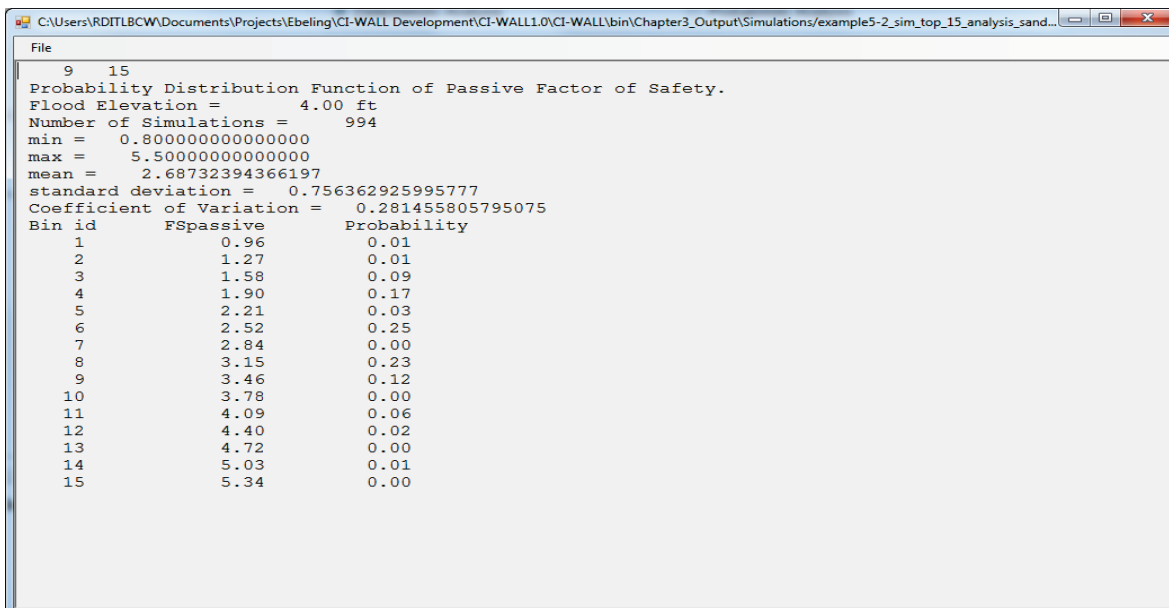 C:\Users\RDITLBCW\Documents\Projects\Ebeling\CI-WALL Development\CI-WALL1.0\CI-WALL\bin\Chapter3_Output\Simulations/example5-2_sim_top_15_analysis_sand...
File
9 15
Probability Distribution Function of Passive Factor of Safety.
Flood Elevation = 4.00 ft
Number of Simulations = 994
min = 0.800000000000000
max = 5.50000000000000
mean = 2.68732394366197
standard deviation = 0.756362925995777
Coefficient of Variation = 0.281455805795075
Bin id FSpassive Probability
1 0.96 0.01
2 1.27 0.01
3 1.58 0.09
4 1.90 0.17
5 2.21 0.03
6 2.52 0.25
7 2.84 0.00
8 3.15 0.23
9 3.46 0.12
10 3.78 0.00
11 4.09 0.06
12 4.40 0.02
13 4.72 0.00
14 5.03 0.01
15 5.34 0.00